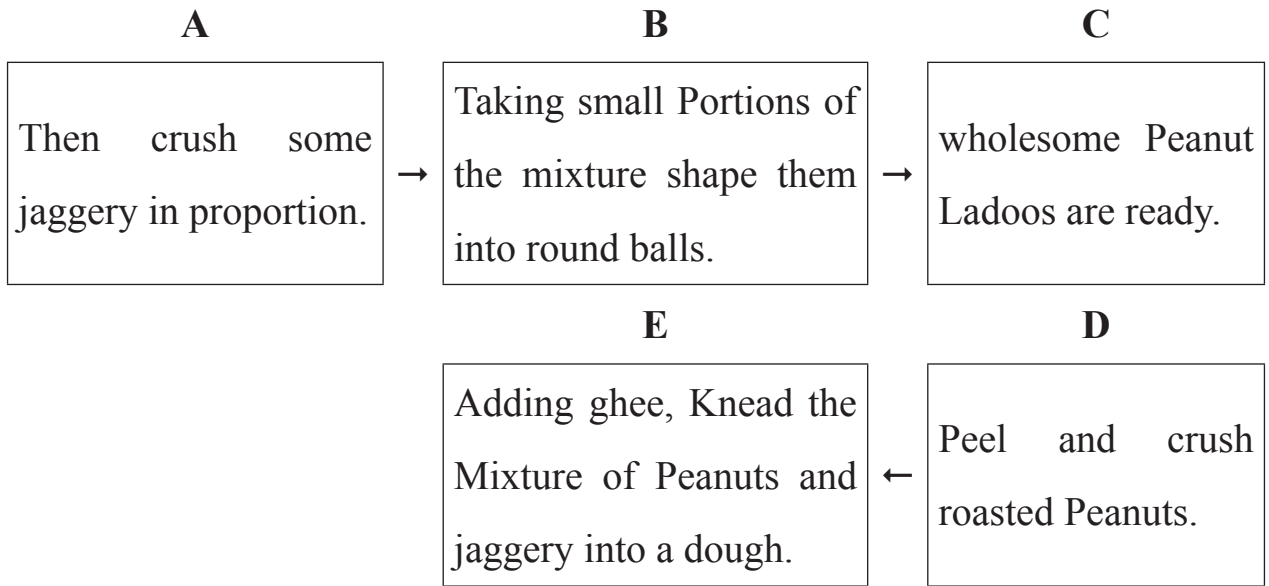 A
B
C
Then crush some
jaggery in proportion.
→
Taking small Portions of
the mixture shape them
into round balls.
→
wholesome Peanut
Ladoos are ready.
E
D
Adding ghee, Knead the
Mixture of Peanuts and
jaggery into a dough.
←
Peel and crush
roasted Peanuts.